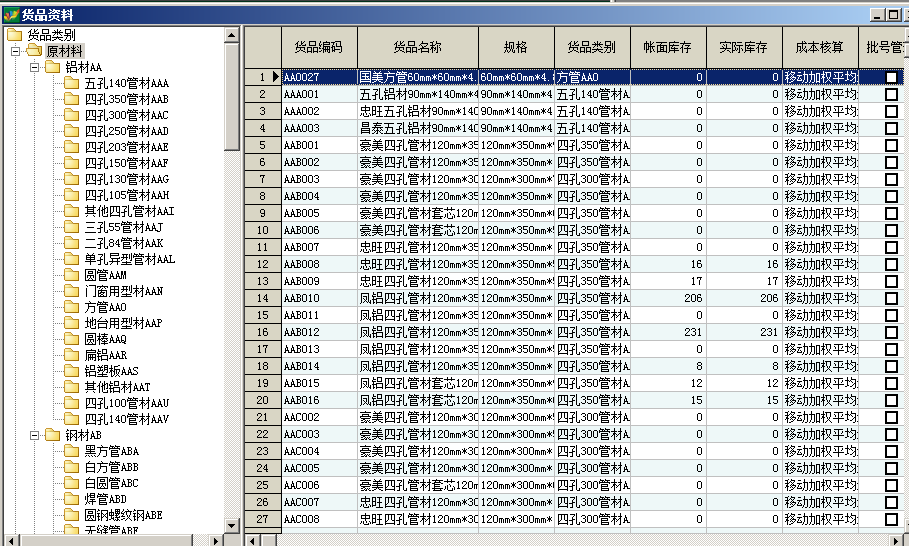 货品资料
货品类别
原材料
铝材AA
五孔140管材AAA
四孔350管材AAB
四孔300管材AAC
四孔250管材AAD
四孔203管材AAE
四孔150管材AAF
四孔130管材AAG
四孔105管材AAH
其他四孔管材AAI
三孔55管材AAJ
二孔84管材AAK
单孔异型管材AAL
圆管AAM
门窗用型材AAN
方管AAO
地台用型材AAP
圆棒AAQ
扁铝AAR
铝塑板AAS
其他铝材AAT
四孔100管材AAU
四孔140管材AAV
钢材AB
黑方管ABA
白方管ABB
白圆管ABC
焊管ABD
圆钢螺纹钢ABE
无缝管ABF
货品编码 货品名称 规格 货品类别 帐面库存 实际库存 成本核算 批号管
1 AA0027 国美方管60mm*60mm*4. 60mm*60mm*4. 方管AAO 0 0 移动加权平均
2 AAA001 五孔铝材90mm*140mm*4 90mm*140mm*4 五孔140管材A 0 0 移动加权平均
3 AAA002 忠旺五孔铝材90mm*140 90mm*140mm*4 五孔140管材A 0 0 移动加权平均
4 AAA003 昌泰五孔铝材90mm*140 90mm*140mm*4 五孔140管材A 0 0 移动加权平均
5 AAB001 豪美四孔管材120mm*35 120mm*350mm* 四孔350管材A 0 0 移动加权平均
6 AAB002 豪美四孔管材120mm*35 120mm*350mm* 四孔350管材A 0 0 移动加权平均
7 AAB003 豪美四孔管材120mm*30 120mm*300mm* 四孔300管材A 0 0 移动加权平均
8 AAB004 豪美四孔管材120mm*35 120mm*350mm* 四孔350管材A 0 0 移动加权平均
9 AAB005 豪美四孔管材套芯120m 120mm*350mm* 四孔350管材A 0 0 移动加权平均
10 AAB006 豪美四孔管材套芯120m 120mm*350mm* 四孔350管材A 0 0 移动加权平均
11 AAB007 忠旺四孔管材120mm*35 120mm*350mm* 四孔350管材A 0 0 移动加权平均
12 AAB008 忠旺四孔管材120mm*35 120mm*350mm* 四孔350管材A 16 16 移动加权平均
13 AAB009 忠旺四孔管材120mm*35 120mm*350mm* 四孔350管材A 17 17 移动加权平均
14 AAB010 凤铝四孔管材120mm*35 120mm*350mm* 四孔350管材A 206 206 移动加权平均
15 AAB011 凤铝四孔管材120mm*35 120mm*350mm* 四孔350管材A 0 0 移动加权平均
16 AAB012 凤铝四孔管材120mm*35 120mm*350mm* 四孔350管材A 231 231 移动加权平均
17 AAB013 凤铝四孔管材120mm*35 120mm*350mm* 四孔350管材A 0 0 移动加权平均
18 AAB014 凤铝四孔管材120mm*35 120mm*350mm* 四孔350管材A 8 8 移动加权平均
19 AAB015 凤铝四孔管材套芯120m 120mm*350mm* 四孔350管材A 12 12 移动加权平均
20 AAB016 凤铝四孔管材套芯120m 120mm*350mm* 四孔350管材A 15 15 移动加权平均
21 AAC002 豪美四孔管材120mm*30 120mm*300mm* 四孔300管材A 0 0 移动加权平均
22 AAC003 豪美四孔管材120mm*30 120mm*300mm* 四孔300管材A 0 0 移动加权平均
23 AAC004 豪美四孔管材120mm*30 120mm*300mm* 四孔300管材A 0 0 移动加权平均
24 AAC005 豪美四孔管材120mm*30 120mm*300mm* 四孔300管材A 0 0 移动加权平均
25 AAC006 豪美四孔管材套芯120m 120mm*300mm* 四孔300管材A 0 0 移动加权平均
26 AAC007 忠旺四孔管材120mm*30 120mm*300mm* 四孔300管材A 0 0 移动加权平均
27 AAC008 忠旺四孔管材120mm*30 120mm*300mm* 四孔300管材A 0 0 移动加权平均